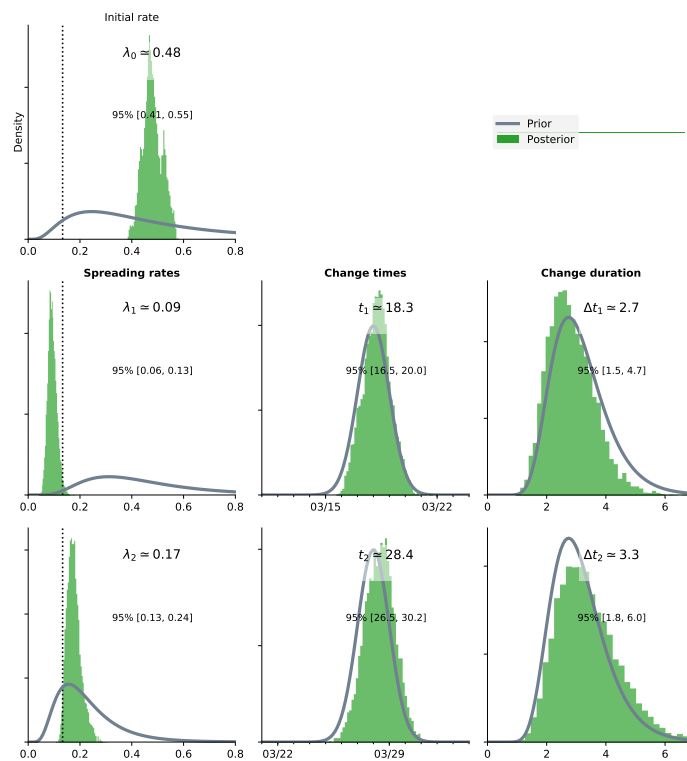 Initial rate
λ0 ≃ 0.48
95% [0.41, 0.55]
Density
0.0 0.2 0.4 0.6 0.8
Prior
Posterior
Spreading rates
λ1 ≃ 0.09
95% [0.06, 0.13]
0.0 0.2 0.4 0.6 0.8
Change times
t1 ≃ 18.3
95% [16.5, 20.0]
03/15 03/22
Change duration
Δt1 ≃ 2.7
95% [1.5, 4.7]
0 2 4 6
λ2 ≃ 0.17
95% [0.13, 0.24]
0.0 0.2 0.4 0.6 0.8
t2 ≃ 28.4
95% [26.5, 30.2]
03/22 03/29
Δt2 ≃ 3.3
95% [1.8, 6.0]
0 2 4 6